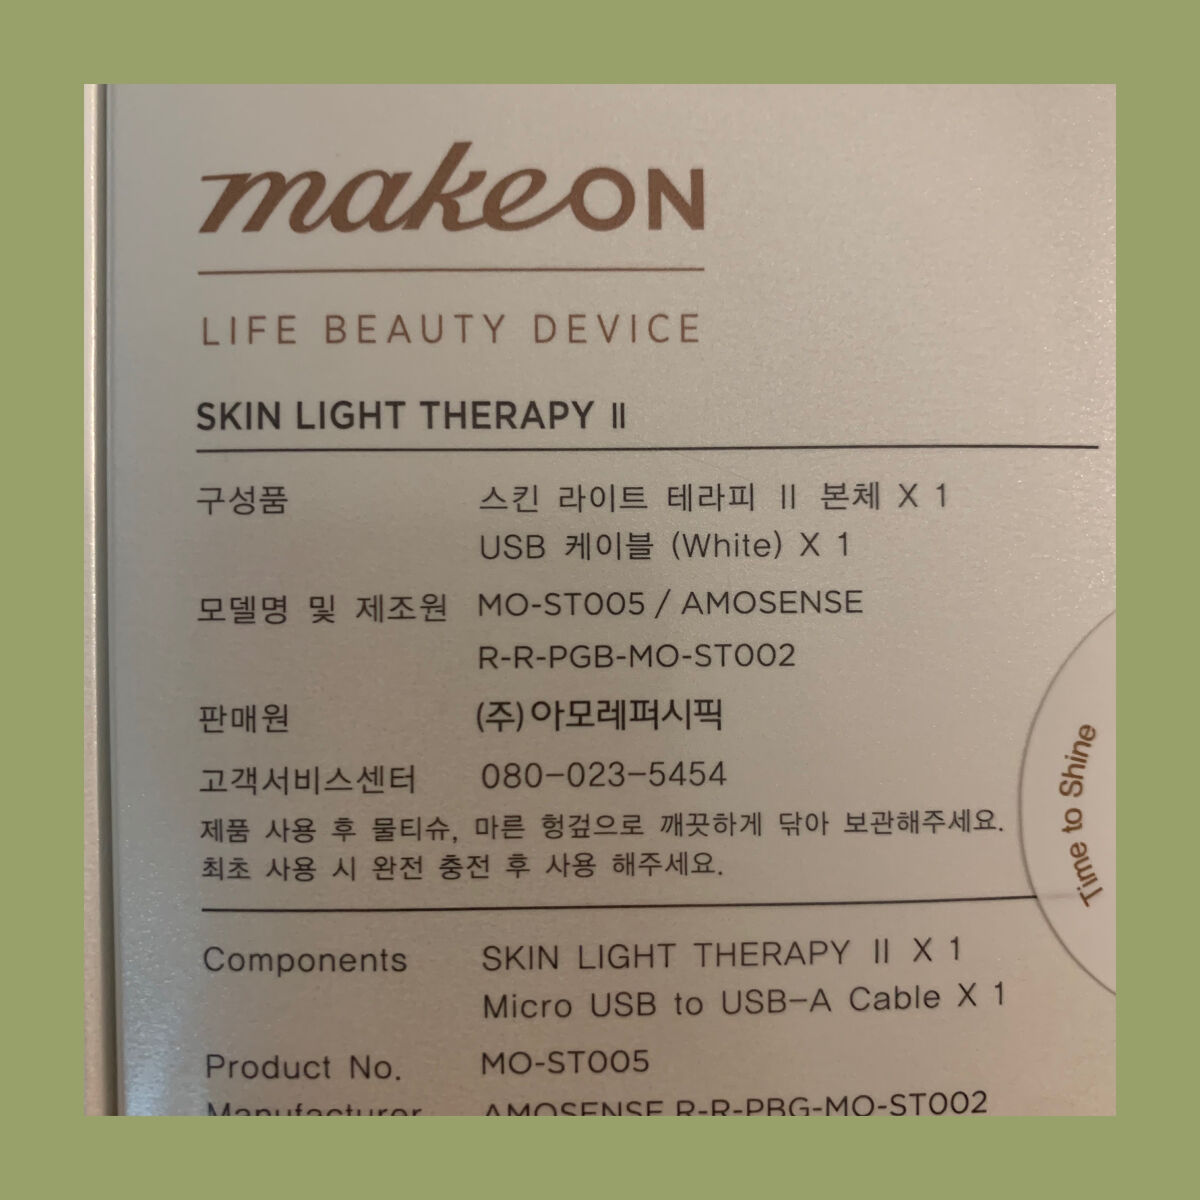 makeON
LIFE BEAUTY DEVICE
SKIN LIGHT THERAPY II
구성품 스킨 라이트 테라피 II 본체 X 1
USB 케이블 (White) X 1
모델명 및 제조원 MO-ST005 / AMOSENSE
R-R-PGB-MO-ST002
판매원 (주)아모레퍼시픽
고객서비스센터 080-023-5454
제품 사용 후 물티슈, 마른 헝겊으로 깨끗하게 닦아 보관해주세요.
최초 사용 시 완전 충전 후 사용 해주세요.
Time to Shine
Components SKIN LIGHT THERAPY II X 1
Micro USB to USB-A Cable X 1
Product No. MO-ST005
Manufacturer AMOSENSE R-R-PBG-MO-ST002